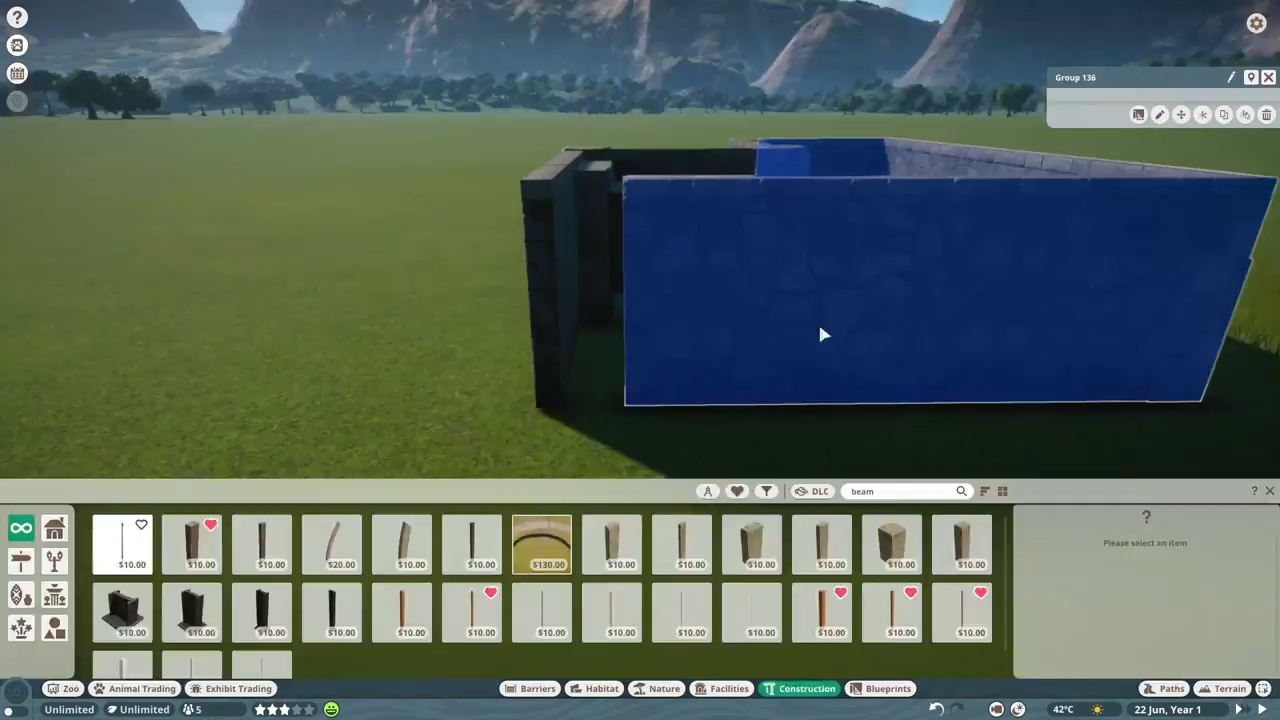 ?
Group 136
DLC
beam
?
$10.00 $10.00 $10.00 $20.00 $10.00 $10.00 $130.00 $10.00 $10.00 $10.00 $10.00 $10.00 $10.00
?
Please select an item
$10.00 $10.00 $10.00 $10.00 $10.00 $10.00 $10.00 $10.00 $10.00 $10.00 $10.00 $10.00 $10.00
Zoo Animal Trading Exhibit Trading Barriers Habitat Nature Facilities Construction Blueprints Paths Terrain
Unlimited Unlimited 5 42°C 22 Jun, Year 1